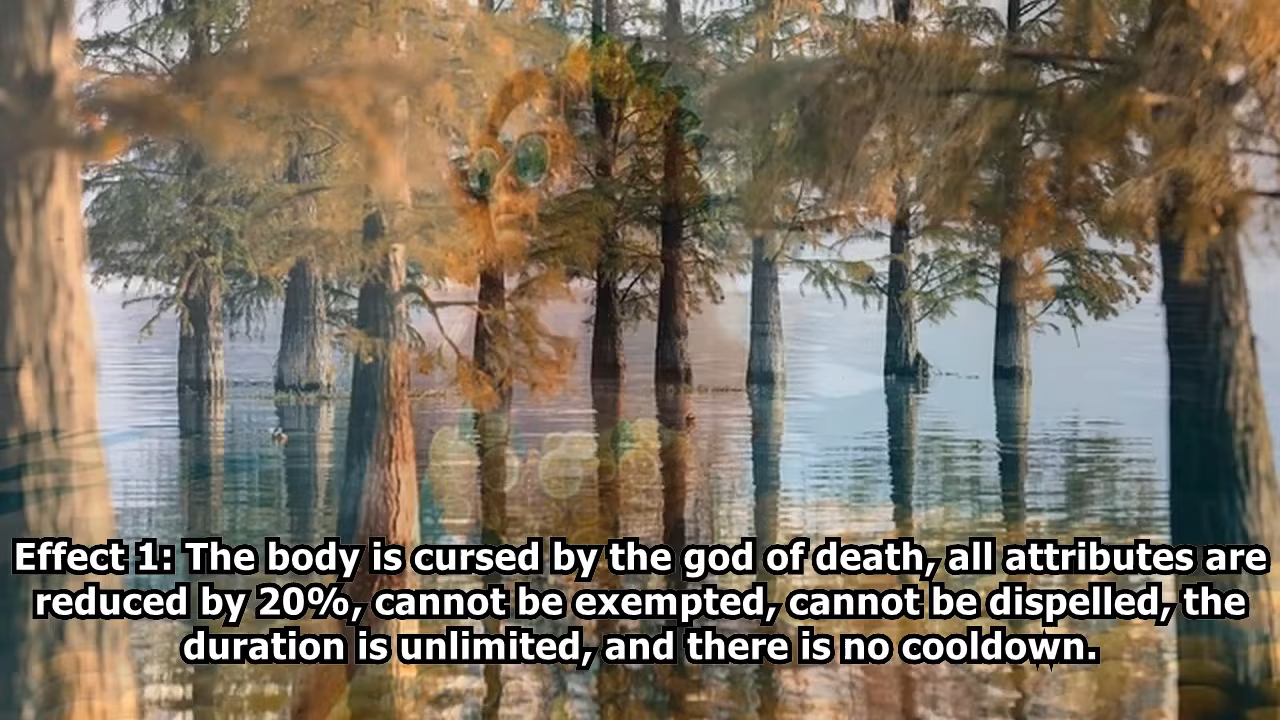 Effect 1: The body is cursed by the god of death, all attributes are
reduced by 20%, cannot be exempted, cannot be dispelled, the
duration is unlimited, and there is no cooldown.